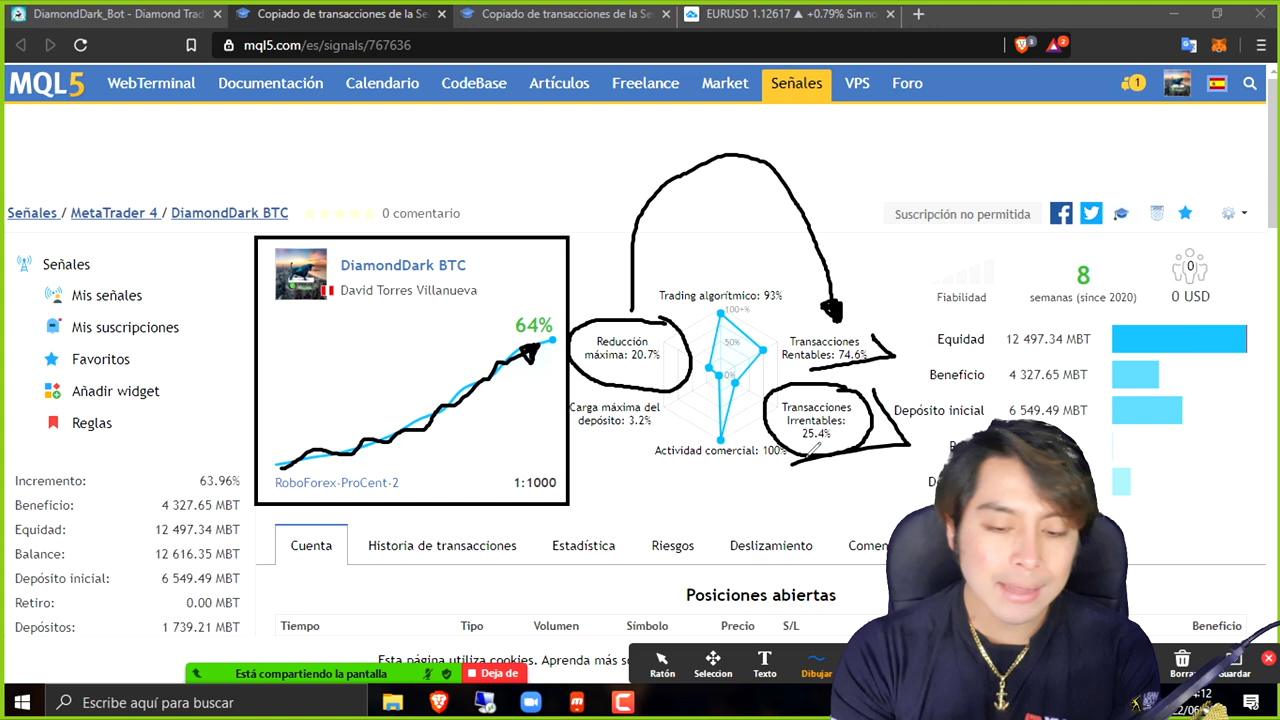 DiamondDark_Bot - Diamond Trad
Copiado de transacciones de la Se
Copiado de transacciones de la Se
EURUSD 1.12617 ▲ +0.79% Sin no
mql5.com/es/signals/767636
3
2
MQL5
WebTerminal
Documentación
Calendario
CodeBase
Artículos
Freelance
Market
Señales
VPS
Foro
1
Señales / MetaTrader 4 / DiamondDark BTC
0 comentario
Suscripción no permitida
Señales
Mis señales
Mis suscripciones
Favoritos
Añadir widget
Reglas
Incremento: 63.96%
Beneficio: 4 327.65 MBT
Equidad: 12 497.34 MBT
Balance: 12 616.35 MBT
Depósito inicial: 6 549.49 MBT
Retiro: 0.00 MBT
Depósitos: 1 739.21 MBT
DiamondDark BTC
David Torres Villanueva
64%
RoboForex-ProCent-2
1:1000
Trading algorítmico: 93%
100+%
50%
0%
Reducción
máxima: 20.7%
Transacciones
Rentables: 74.6%
Carga máxima del
depósito: 3.2%
Transacciones
Irrentables:
25.4%
Actividad comercial: 100%
Fiabilidad
8
semanas (since 2020)
0
0 USD
Equidad 12 497.34 MBT
Beneficio 4 327.65 MBT
Depósito inicial 6 549.49 MBT
Cuenta
Historia de transacciones
Estadística
Riesgos
Deslizamiento
Posiciones abiertas
Tiempo
Tipo
Volumen
Símbolo
Precio
S/L
Beneficio
Esta página utiliza cookies. Aprenda más
Ratón
Seleccion
Texto
Dibujar
Está compartiendo la pantalla
Deja de
Escribe aquí para buscar